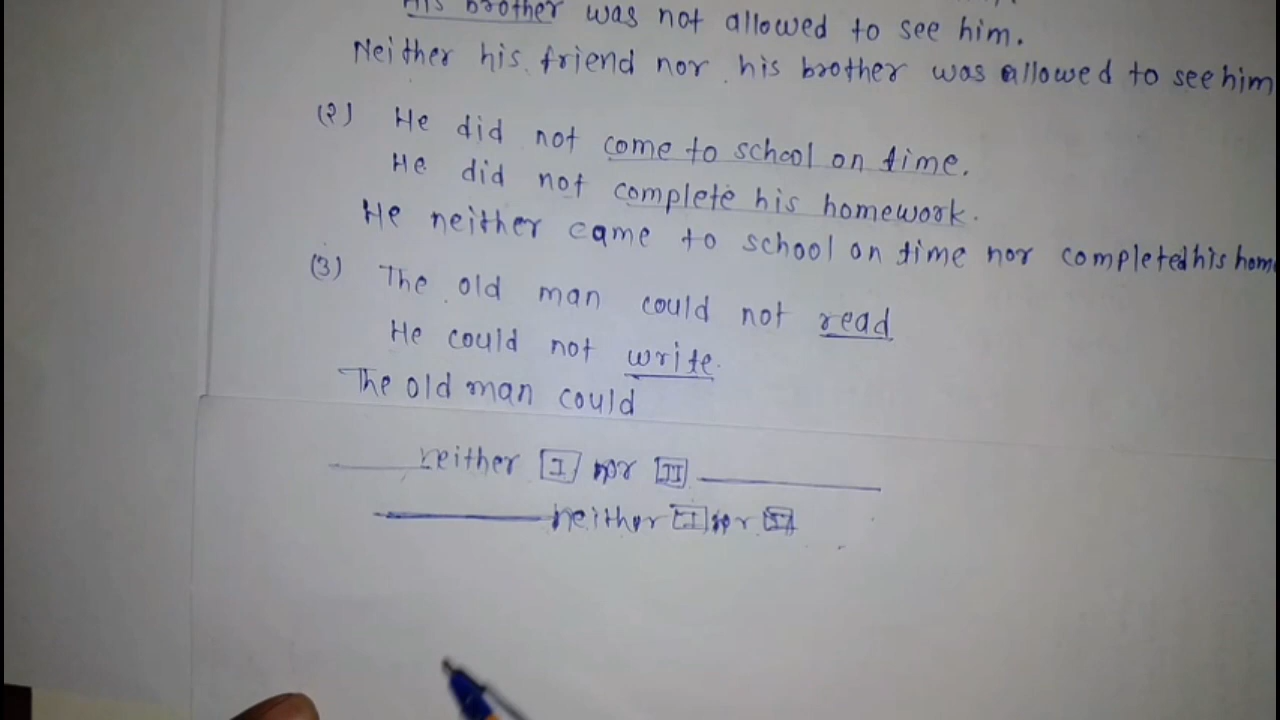 His brother was not allowed to see him.
Neither his friend nor his brother was allowed to see him
(२) He did not come to school on time.
He did not complete his homework.
He neither came to school on time nor completed his home
(३) The old man could not read
He could not write.
The old man could
neither I nor II
neither I nor II